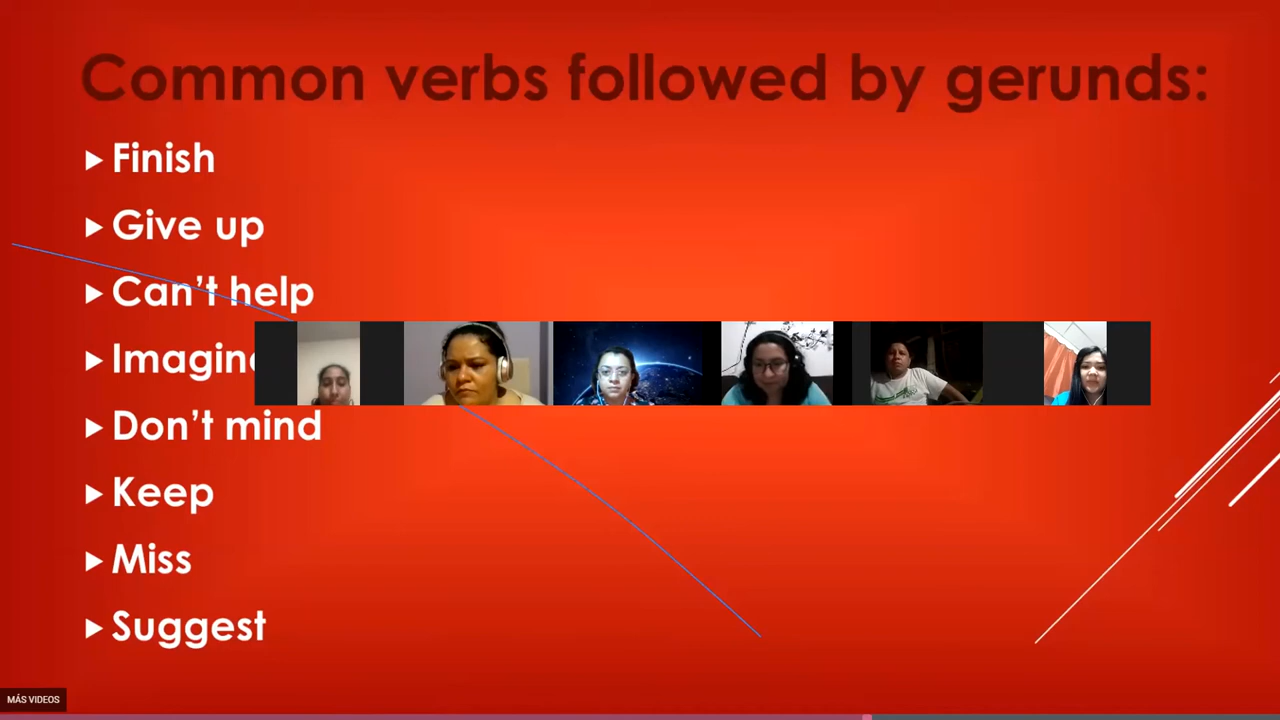 Common verbs followed by gerunds:
Finish
Give up
Can't help
Imagine
Don't mind
Keep
Miss
Suggest
MÁS VIDEOS